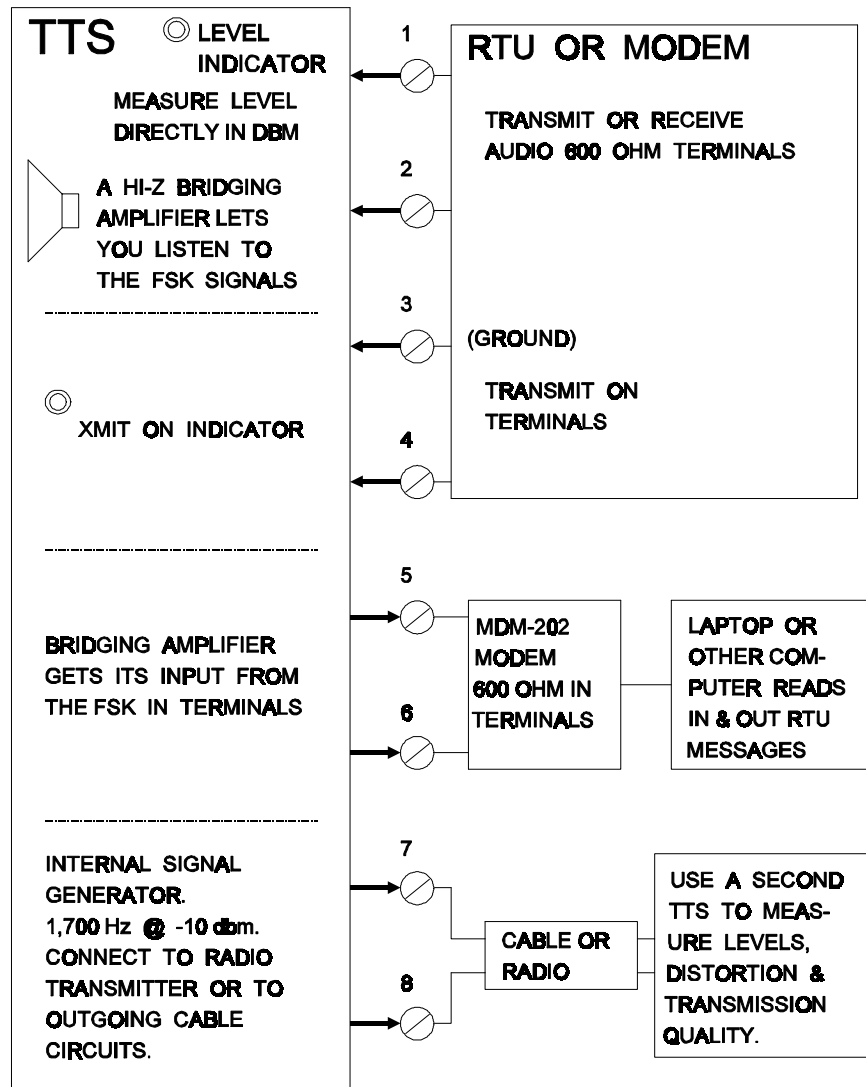 TTS
LEVEL
INDICATOR
MEASURE LEVEL
DIRECTLY IN DBM
A HI-Z BRIDGING
AMPLIFIER LETS
YOU LISTEN TO
THE FSK SIGNALS
XMIT ON INDICATOR
BRIDGING AMPLIFIER
GETS ITS INPUT FROM
THE FSK IN TERMINALS
INTERNAL SIGNAL
GENERATOR.
1,700 Hz @ -10 dbm.
CONNECT TO RADIO
TRANSMITTER OR TO
OUTGOING CABLE
CIRCUITS.
1
2
3
4
5
6
7
8
RTU OR MODEM
TRANSMIT OR RECEIVE
AUDIO 600 OHM TERMINALS
(GROUND)
TRANSMIT ON
TERMINALS
MDM-202
MODEM
600 OHM IN
TERMINALS
LAPTOP OR
OTHER COM-
PUTER READS
IN & OUT RTU
MESSAGES
CABLE OR
RADIO
USE A SECOND
TTS TO MEAS-
URE LEVELS,
DISTORTION &
TRANSMISSION
QUALITY.